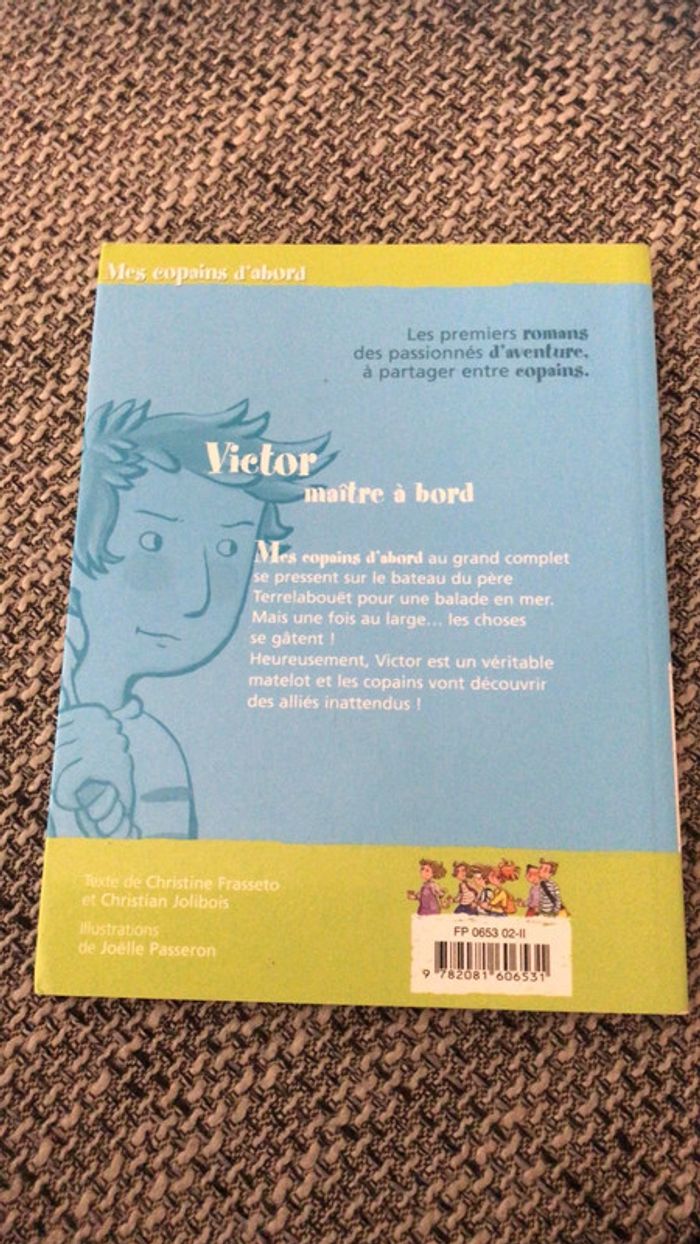 Mes copains d'abord
Les premiers romans
des passionnés d'aventure,
à partager entre copains.
Victor
maître à bord
Mes copains d'abord au grand complet
se pressent sur le bateau du père
Terrelabouët pour une balade en mer.
Mais une fois au large... les choses
se gâtent !
Heureusement, Victor est un véritable
matelot et les copains vont découvrir
des alliés inattendus !
Texte de Christine Frasseto
et Christian Jolibois
Illustrations
de Joëlle Passeron
FP 0653 02-II
9 782081 606531